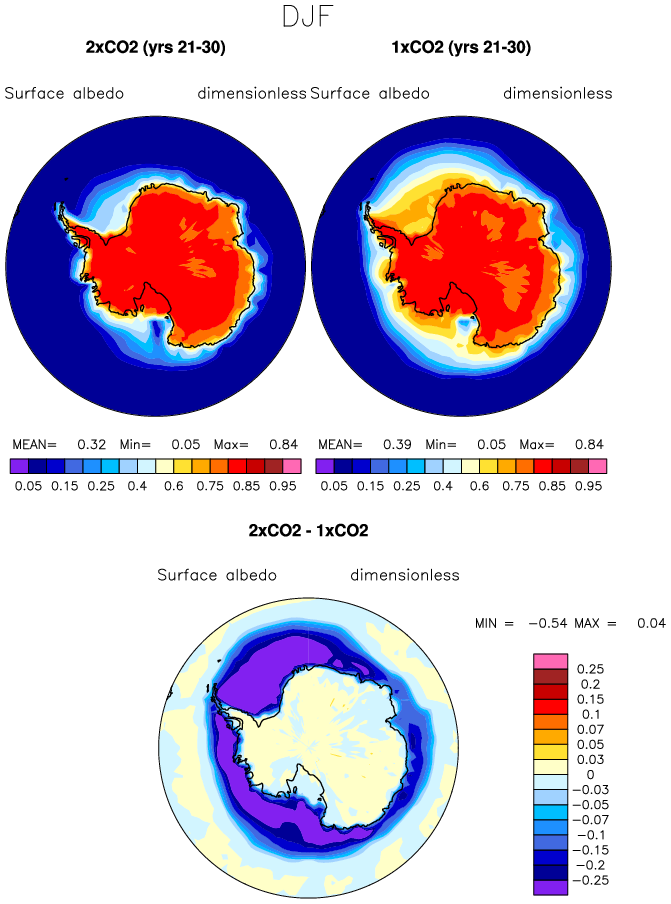 DJF
2xCO2 (yrs 21-30) 1xCO2 (yrs 21-30)
Surface albedo dimensionless Surface albedo dimensionless
MEAN= 0.32 Min= 0.05 Max= 0.84 MEAN= 0.39 Min= 0.05 Max= 0.84
0.05 0.15 0.25 0.4 0.6 0.75 0.85 0.95 0.05 0.15 0.25 0.4 0.6 0.75 0.85 0.95
2xCO2 - 1xCO2
Surface albedo dimensionless
MIN = -0.54 MAX = 0.04
0.25
0.2
0.15
0.1
0.07
0.05
0.03
0
-0.03
-0.05
-0.07
-0.1
-0.15
-0.2
-0.25